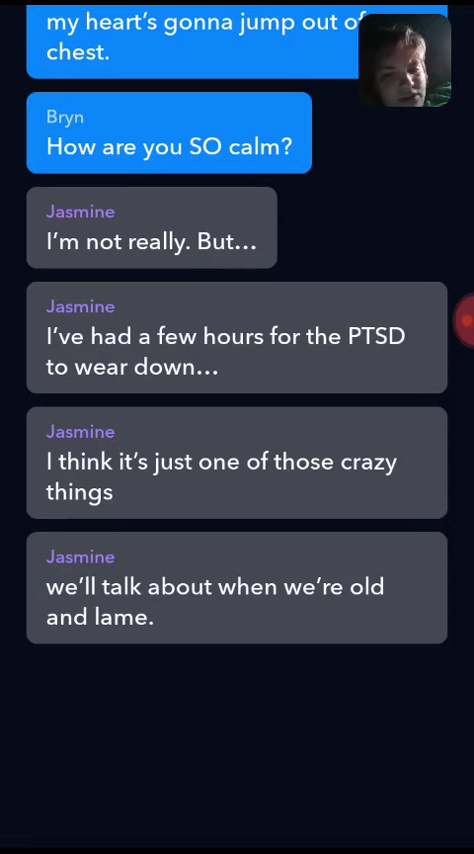 my heart’s gonna jump out of
chest.
Bryn
How are you SO calm?
Jasmine
I’m not really. But…
Jasmine
I’ve had a few hours for the PTSD
to wear down…
Jasmine
I think it’s just one of those crazy
things
Jasmine
we’ll talk about when we’re old
and lame.